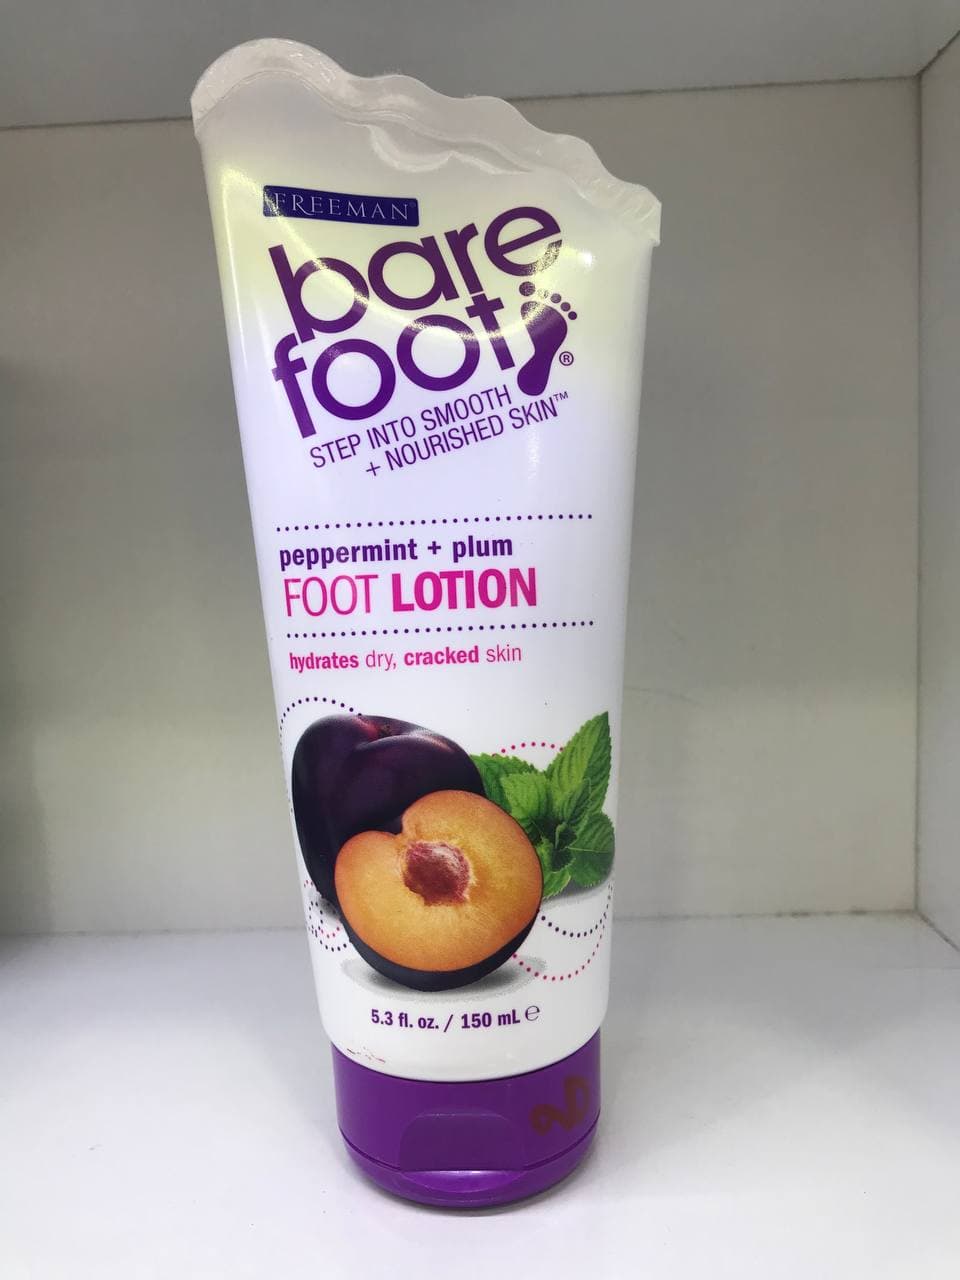 FREEMAN
bare
foot®
STEP INTO SMOOTH
+ NOURISHED SKIN™
peppermint + plum
FOOT LOTION
hydrates dry, cracked skin
5.3 fl. oz. / 150 mL ℮